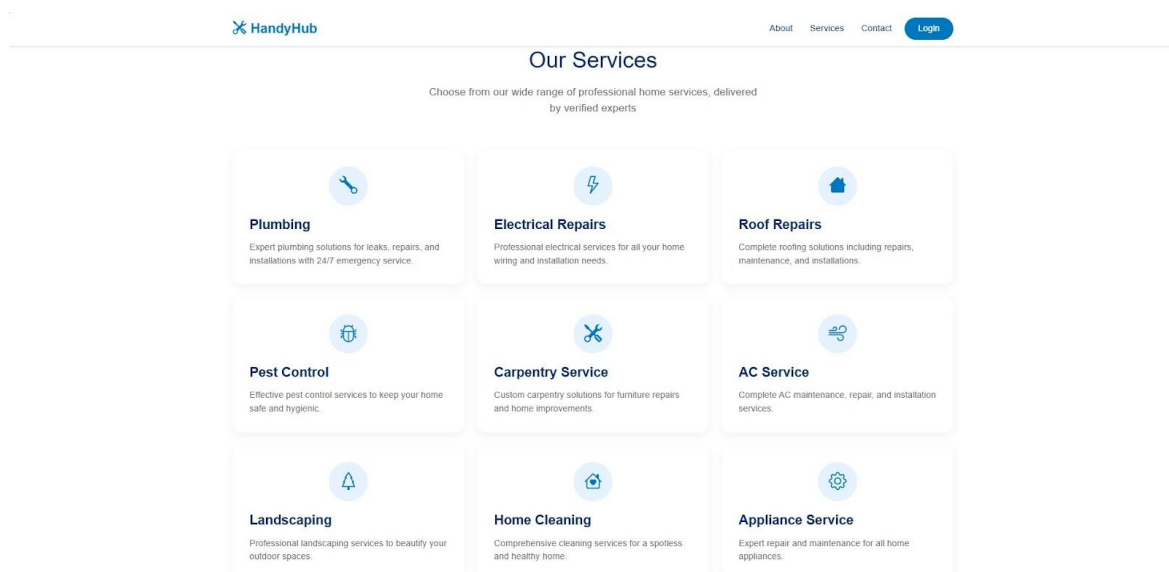 HandyHub
About Services Contact Login
Our Services
Choose from our wide range of professional home services, delivered
by verified experts
Plumbing
Expert plumbing solutions for leaks, repairs, and
installations with 24/7 emergency service.
Electrical Repairs
Professional electrical services for all your home
wiring and installation needs.
Roof Repairs
Complete roofing solutions including repairs,
maintenance, and installations.
Pest Control
Effective pest control services to keep your home
safe and hygienic.
Carpentry Service
Custom carpentry solutions for furniture repairs
and home improvements.
AC Service
Complete AC maintenance, repair, and installation
services.
Landscaping
Professional landscaping services to beautify your
outdoor spaces.
Home Cleaning
Comprehensive cleaning services for a spotless
and healthy home.
Appliance Service
Expert repair and maintenance for all home
appliances.